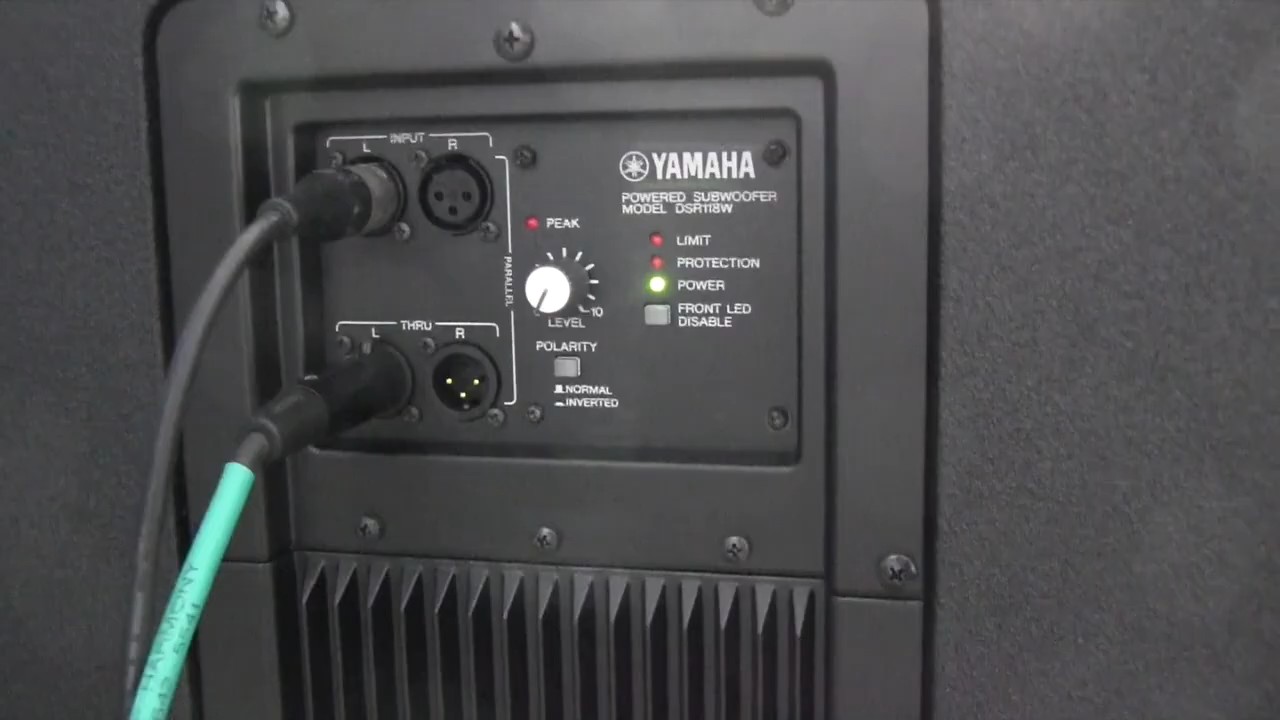 INPUT
L R
YAMAHA
POWERED SUBWOOFER
MODEL DSR118W
PEAK
LIMIT
PROTECTION
POWER
FRONT LED
DISABLE
PARALLEL
10
LEVEL
THRU
L R
POLARITY
NORMAL
INVERTED
HARMONY